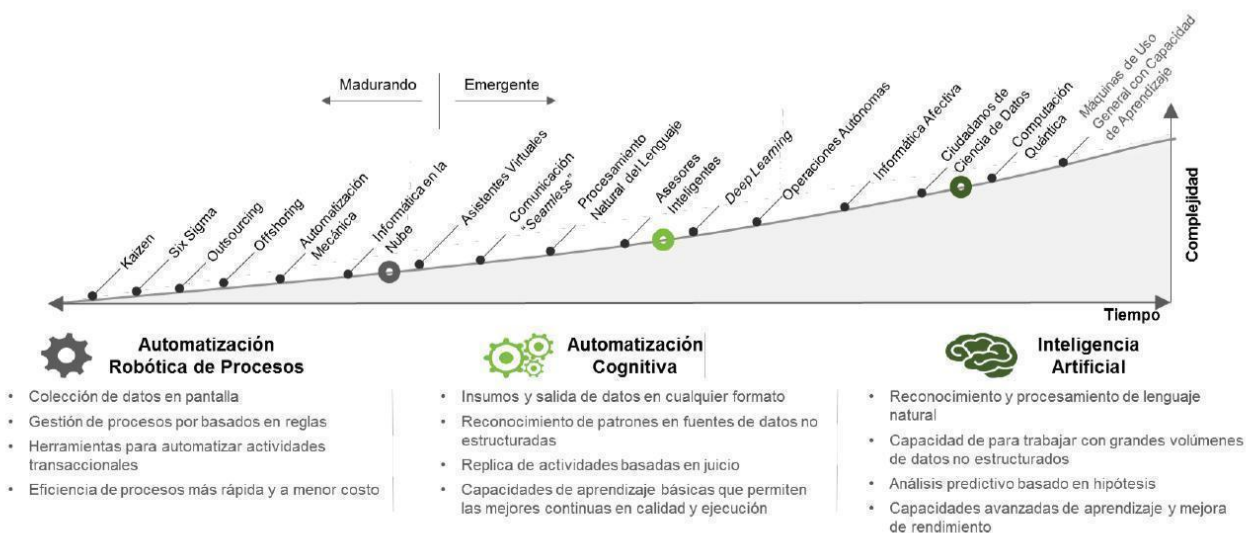 Madurando
Emergente
Kaizen
Six Sigma
Outsourcing
Offshoring
Automatización
Mecánica
Informática en la
Nube
Asistentes Virtuales
Comunicación
"Seamless"
Procesamiento
Natural del Lenguaje
Asesores
Inteligentes
Deep Learning
Operaciones Autónomas
Informática Afectiva
Ciudadanos de
Ciencia de Datos
Computación
Quántica
Máquinas de Uso
General con Capacidad
de Aprendizaje
Complejidad
Tiempo
Automatización
Robótica de Procesos
• Colección de datos en pantalla
• Gestión de procesos por basados en reglas
• Herramientas para automatizar actividades
transaccionales
• Eficiencia de procesos más rápida y a menor costo
Automatización
Cognitiva
• Insumos y salida de datos en cualquier formato
• Reconocimiento de patrones en fuentes de datos no
estructuradas
• Replica de actividades basadas en juicio
• Capacidades de aprendizaje básicas que permiten
las mejores continuas en calidad y ejecución
Inteligencia
Artificial
• Reconocimiento y procesamiento de lenguaje
natural
• Capacidad de para trabajar con grandes volúmenes
de datos no estructurados
• Análisis predictivo basado en hipótesis
• Capacidades avanzadas de aprendizaje y mejora
de rendimiento